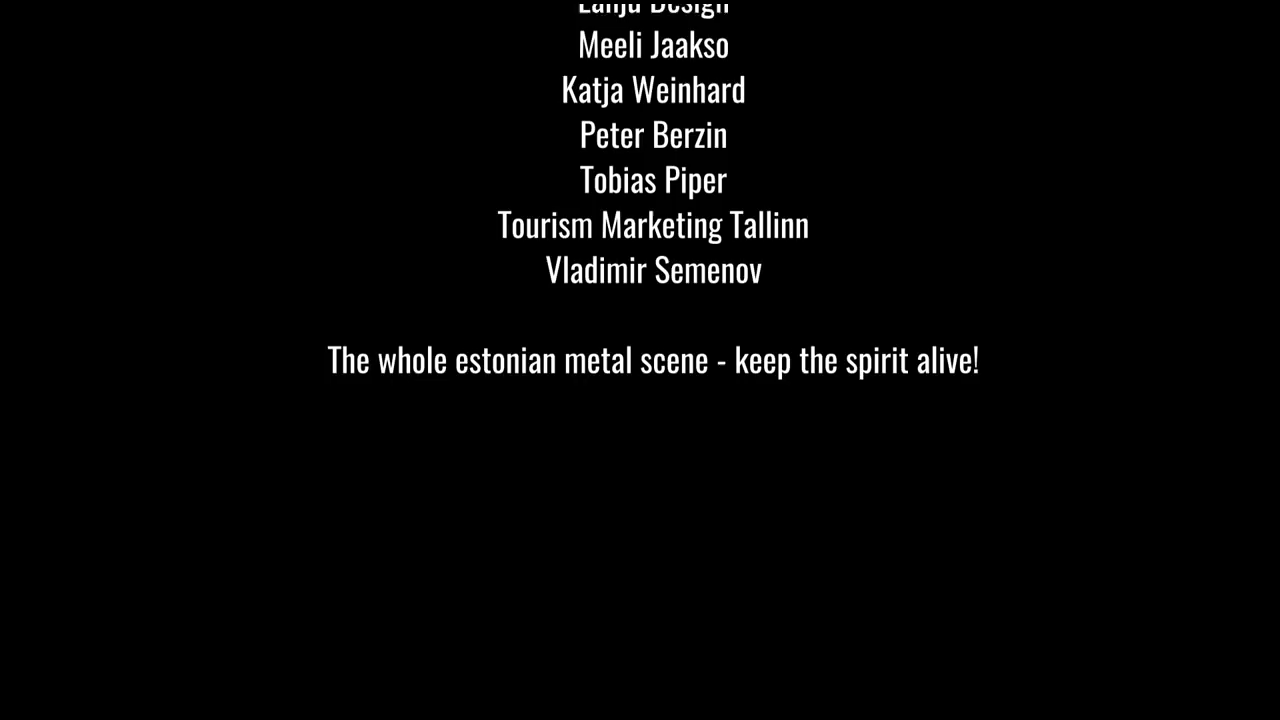 Design
Meeli Jaakso
Katja Weinhard
Peter Berzin
Tobias Piper
Tourism Marketing Tallinn
Vladimir Semenov
The whole estonian metal scene - keep the spirit alive!